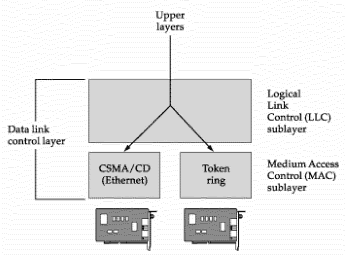 Upper
layers
Logical
Link
Control (LLC)
sublayer
Data link
control layer
CSMA/CD
(Ethernet)
Token
ring
Medium Access
Control (MAC)
sublayer